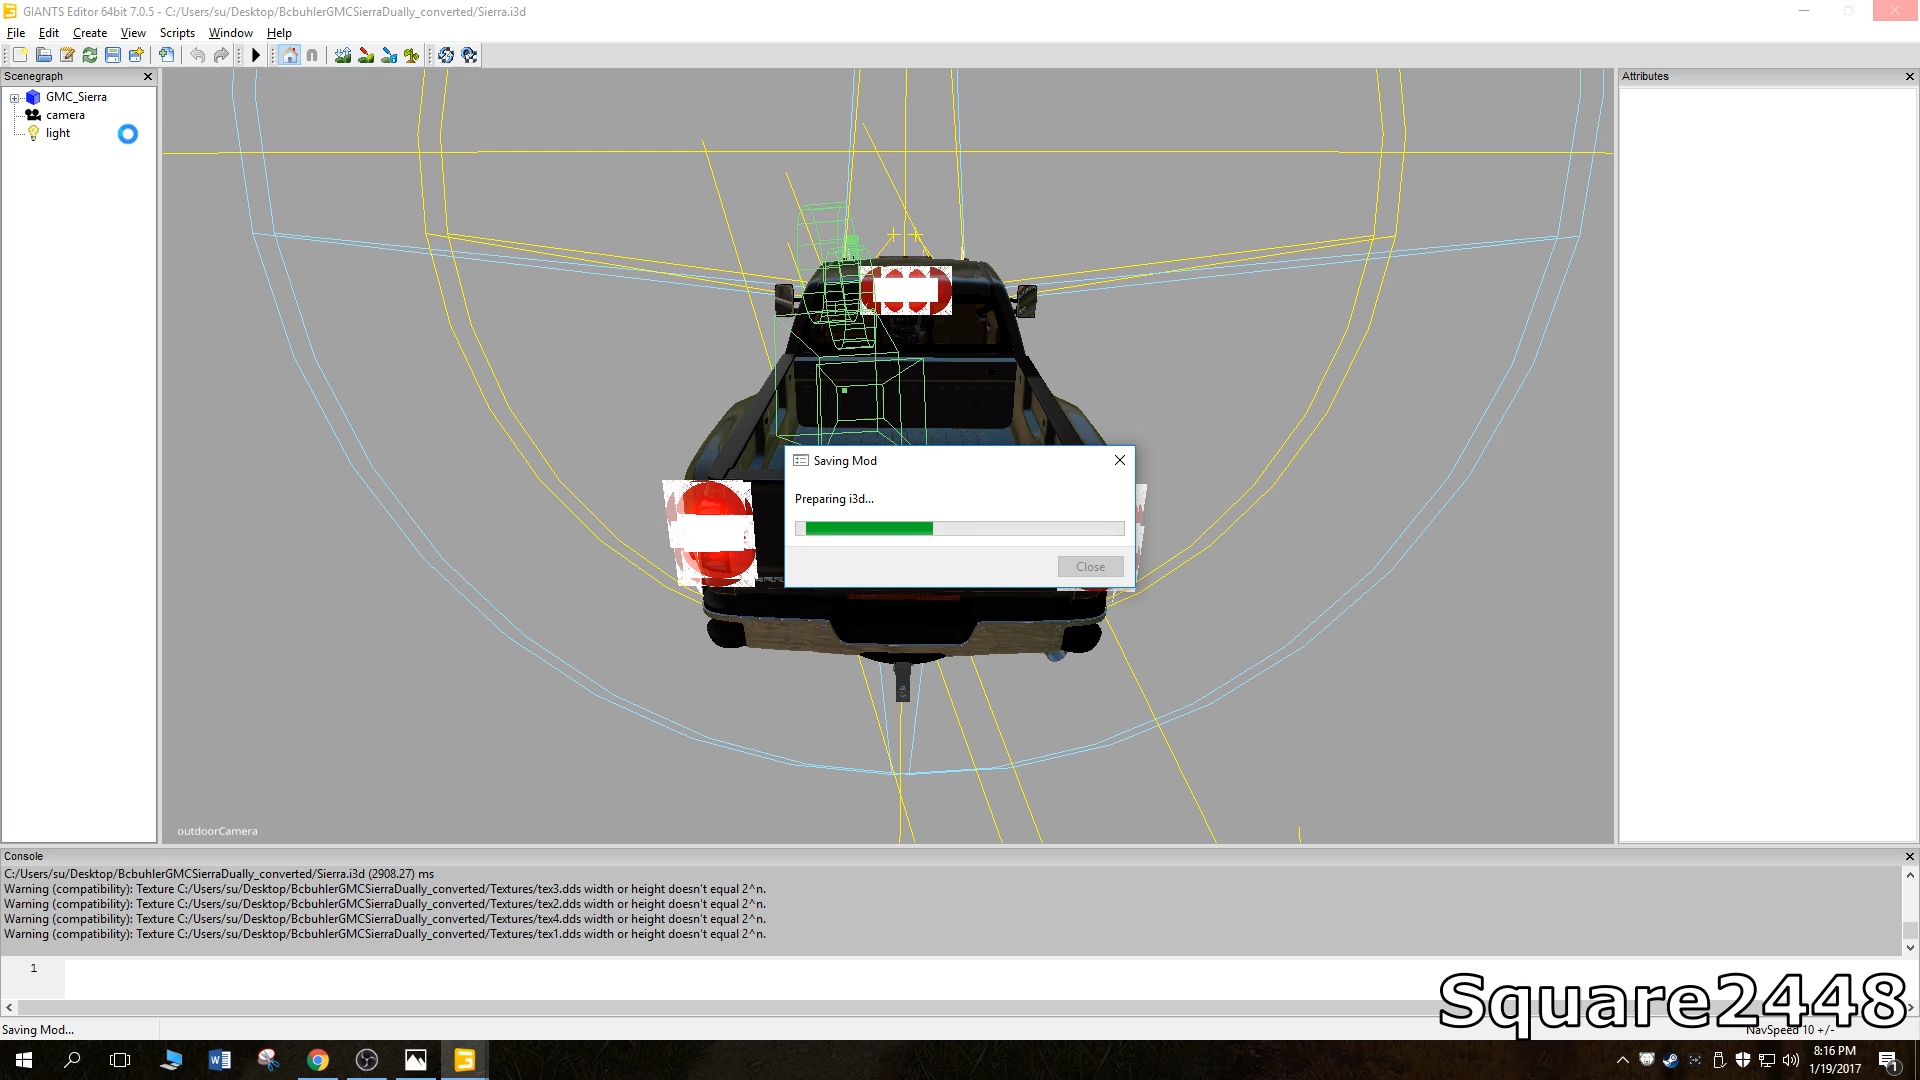 GIANTS Editor 64bit 7.0.5 - C:/Users/su/Desktop/BcbuhlerGMCSierraDually_converted/Sierra.i3d
File Edit Create View Scripts Window Help
Scenegraph
Attributes
GMC_Sierra
camera
light
Saving Mod
Preparing i3d...
Close
outdoorCamera
Console
C:/Users/su/Desktop/BcbuhlerGMCSierraDually_converted/Sierra.i3d (2908.27) ms
Warning (compatibility): Texture C:/Users/su/Desktop/BcbuhlerGMCSierraDually_converted/Textures/tex3.dds width or height doesn't equal 2^n.
Warning (compatibility): Texture C:/Users/su/Desktop/BcbuhlerGMCSierraDually_converted/Textures/tex2.dds width or height doesn't equal 2^n.
Warning (compatibility): Texture C:/Users/su/Desktop/BcbuhlerGMCSierraDually_converted/Textures/tex4.dds width or height doesn't equal 2^n.
Warning (compatibility): Texture C:/Users/su/Desktop/BcbuhlerGMCSierraDually_converted/Textures/tex1.dds width or height doesn't equal 2^n.
1
Square2448
Saving Mod...
NavSpeed 10 +/-
8:16 PM
1/19/2017
1